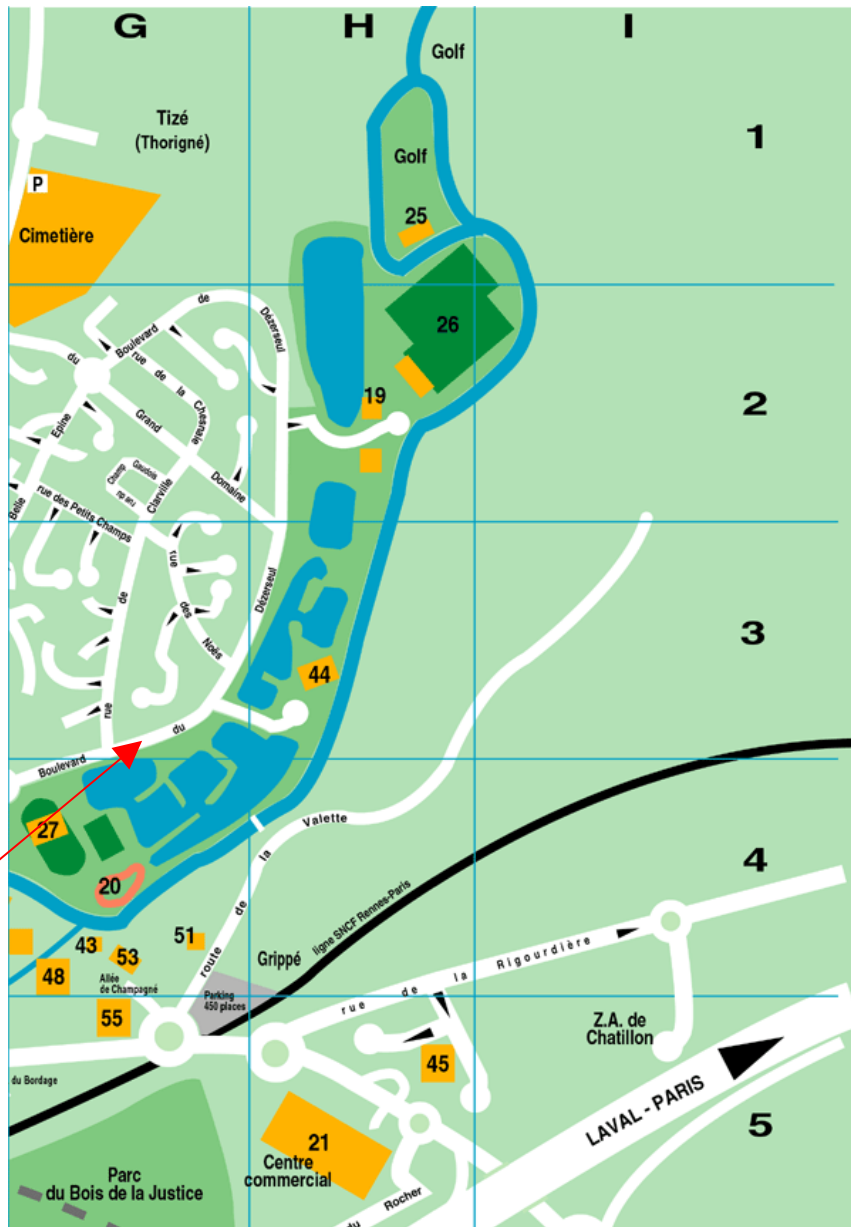 G H I
Golf
1
Tizé
(Thorigné)
Golf
P
25
Cimetière
26
Boulevard
de
Dézerseul
du
rue de la Chesnaie
19
2
Epine
Grand
Domaine
Champ
Gaudois
rue du
Clarville
Belle
rue des Petits Champs
rue
des
Noës
de
Dézerseul
3
44
rue
du
Boulevard
27
Valette
la
4
20
de
ligne SNCF Rennes-Paris
43
53
51
route
Grippé
rue de la Rigourdière
48
Allée
de Champagné
Parking
450 places
55
Z.A. de
Chatillon
45
du Bordage
LAVAL - PARIS
5
21
Centre
commercial
Parc
du Bois de la Justice
du Rocher